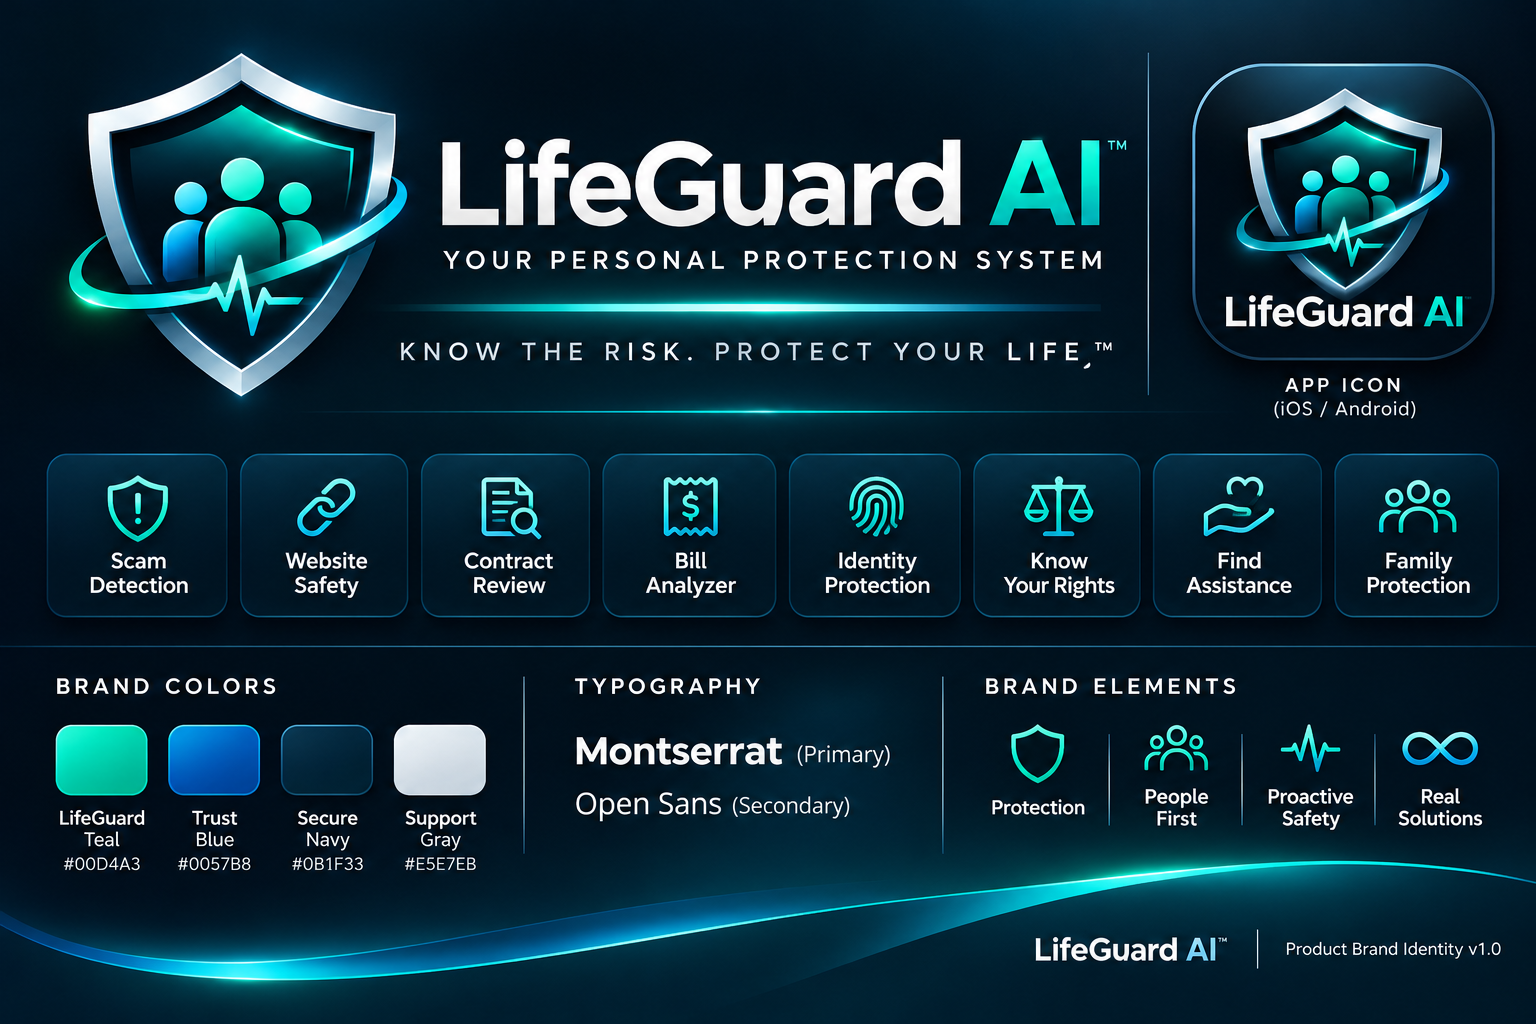 LifeGuard AI™
YOUR PERSONAL PROTECTION SYSTEM
KNOW THE RISK. PROTECT YOUR LIFE.™
LifeGuard AI
APP ICON
(iOS / Android)
Scam
Detection
Website
Safety
Contract
Review
$
Bill
Analyzer
Identity
Protection
Know
Your Rights
Find
Assistance
Family
Protection
BRAND COLORS
LifeGuard
Teal
#00D4A3
Trust
Blue
#0057B8
Secure
Navy
#0B1F33
Support
Gray
#E5E7EB
TYPOGRAPHY
Montserrat (Primary)
Open Sans (Secondary)
BRAND ELEMENTS
Protection
People
First
Proactive
Safety
Real
Solutions
LifeGuard AI™
Product Brand Identity v1.0